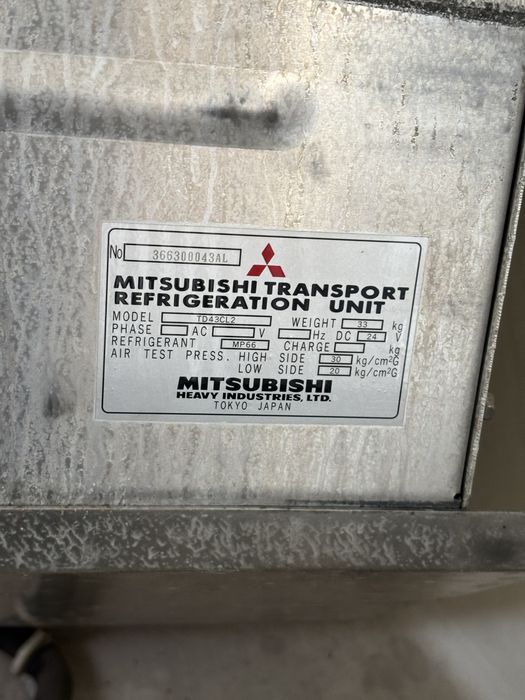 No 366300043AL
MITSUBISHI TRANSPORT
REFRIGERATION UNIT
MODEL TD43CL2 WEIGHT 33 kg
PHASE AC V Hz DC 24 V
REFRIGERANT MP66 CHARGE kg
AIR TEST PRESS. HIGH SIDE 30 kg/cm²G
LOW SIDE 20 kg/cm²G
MITSUBISHI
HEAVY INDUSTRIES, LTD.
TOKYO JAPAN